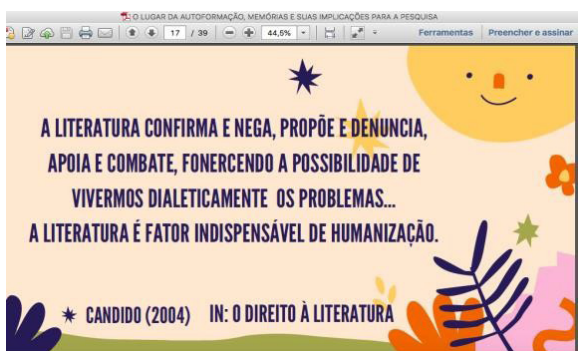 O LUGAR DA AUTOFORMAÇÃO, MEMÓRIAS E SUAS IMPLICAÇÕES PARA A PESQUISA
17 / 39 44,5% Ferramentas Preencher e assinar
A LITERATURA CONFIRMA E NEGA, PROPÕE E DENUNCIA,
APOIA E COMBATE, FONERCENDO A POSSIBILIDADE DE
VIVERMOS DIALETICAMENTE OS PROBLEMAS...
A LITERATURA É FATOR INDISPENSÁVEL DE HUMANIZAÇÃO.
CANDIDO (2004) IN: O DIREITO À LITERATURA